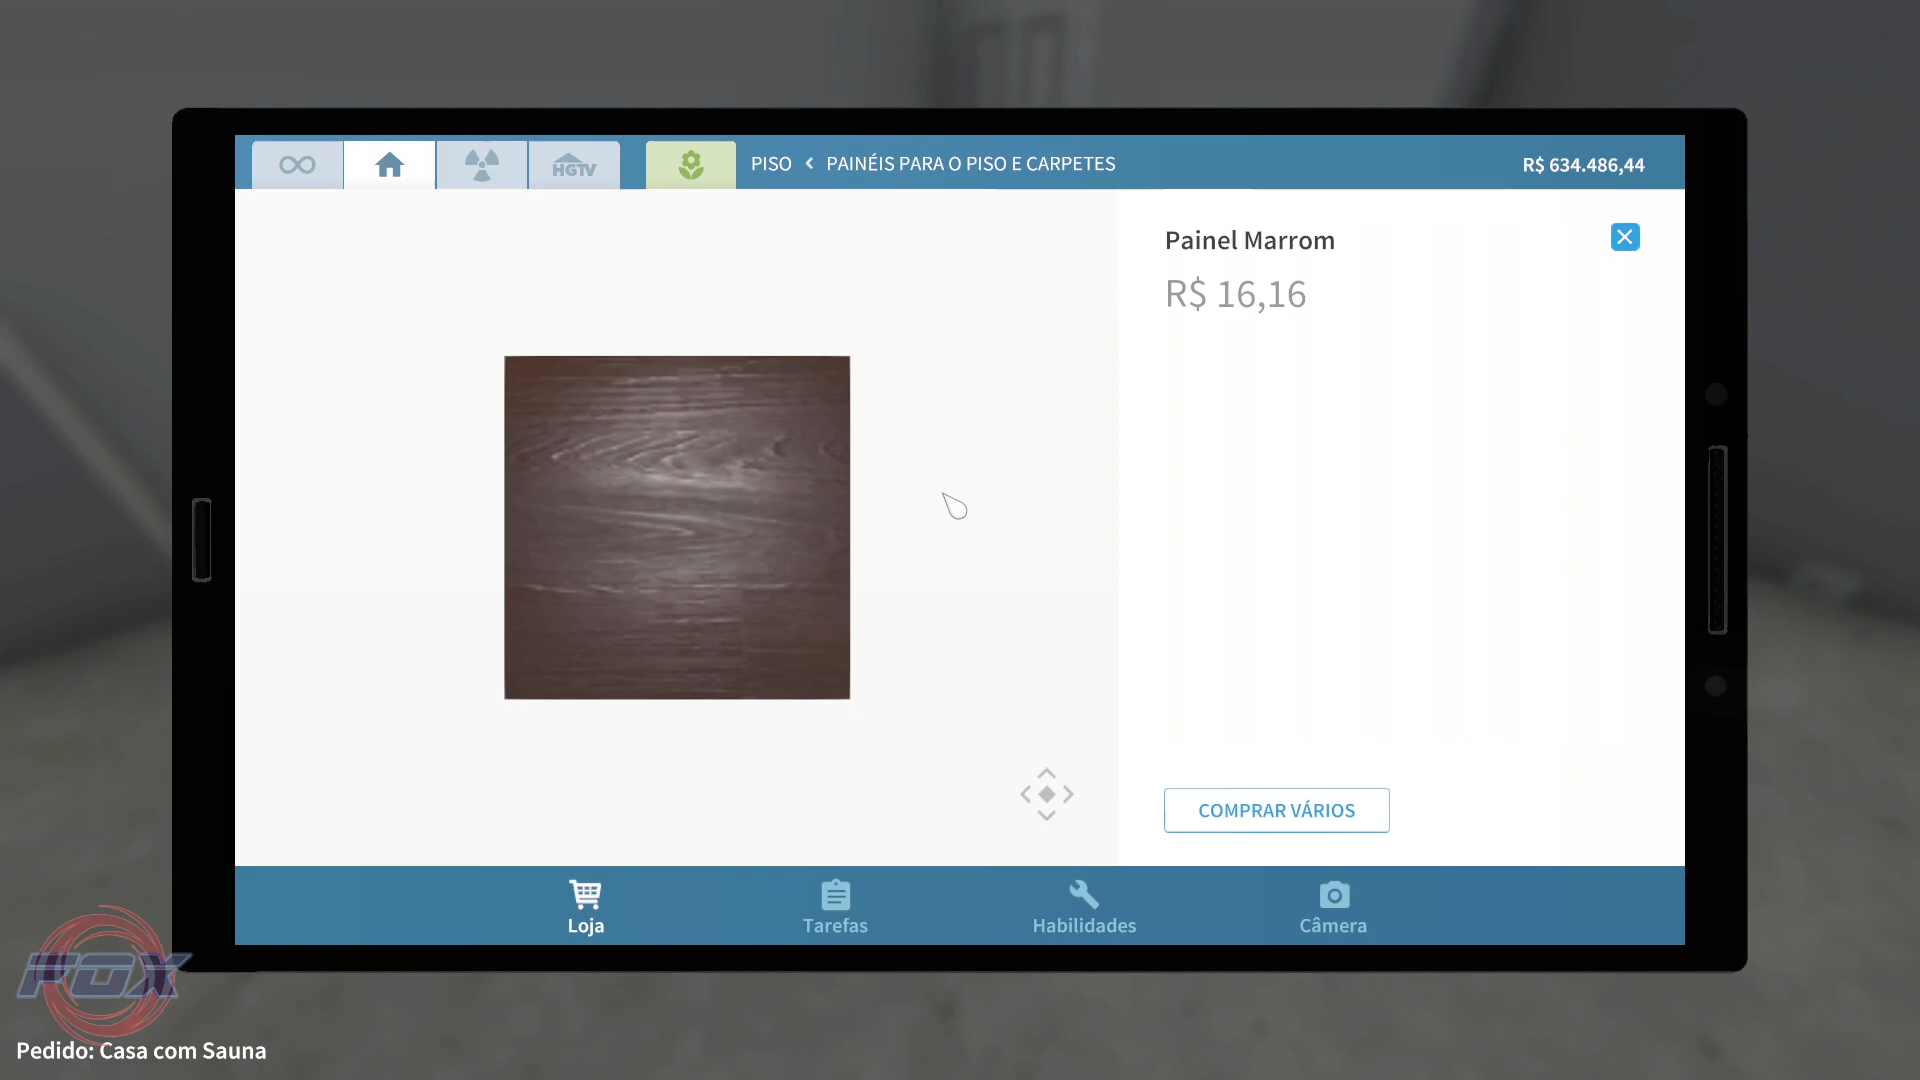 HGTV
PISO < PAINÉIS PARA O PISO E CARPETES
R$ 634.486,44
Painel Marrom
R$ 16,16
COMPRAR VÁRIOS
Loja
Tarefas
Habilidades
Câmera
FOX
Pedido: Casa com Sauna